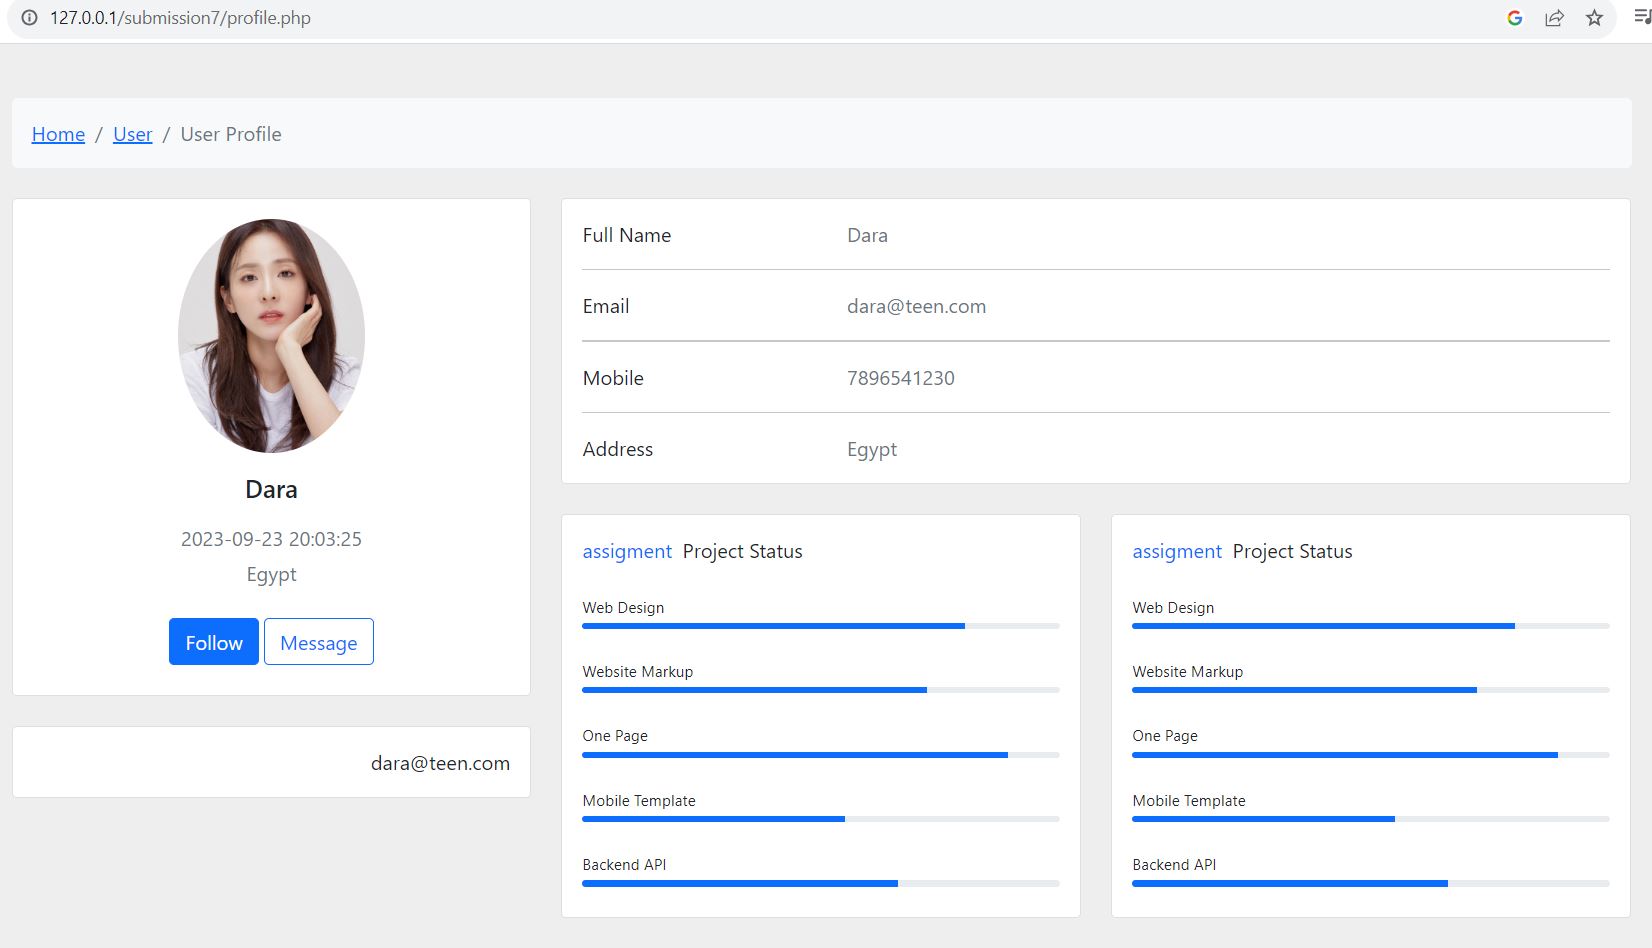 127.0.0.1/submission7/profile.php
Home / User / User Profile
Dara
2023-09-23 20:03:25
Egypt
Follow Message
dara@teen.com
Full Name Dara
Email dara@teen.com
Mobile 7896541230
Address Egypt
assigment Project Status
Web Design
Website Markup
One Page
Mobile Template
Backend API
assigment Project Status
Web Design
Website Markup
One Page
Mobile Template
Backend API